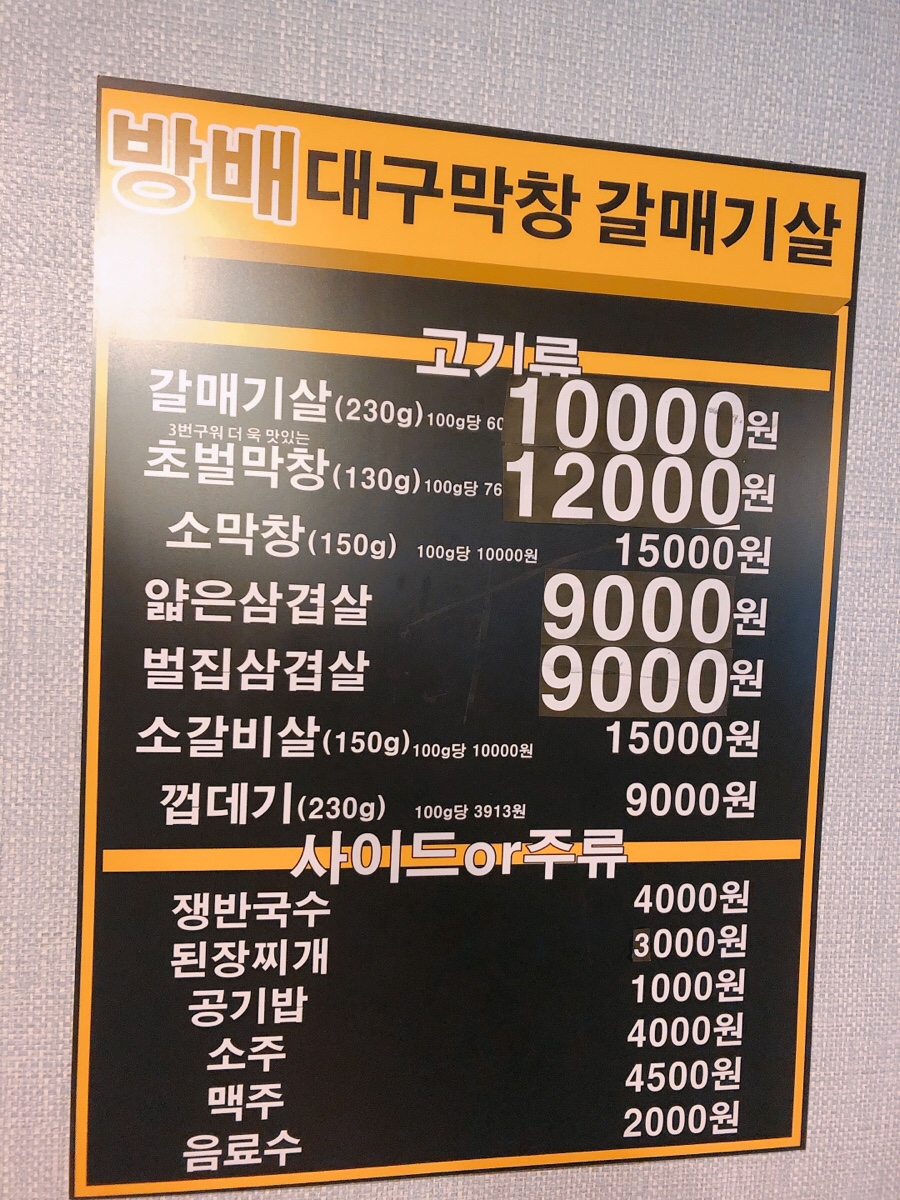 방배대구막창 갈매기살
고기류
갈매기살(230g) 100g당 60 10000원
3번구워 더 욱 맛있는
초벌막창(130g) 100g당 76 12000원
소막창(150g) 100g당 10000원 15000원
얇은삼겹살 9000원
벌집삼겹살 9000원
소갈비살(150g) 100g당 10000원 15000원
껍데기(230g) 100g당 3913원 9000원
사이드or주류
쟁반국수 4000원
된장찌개 3000원
공기밥 1000원
소주 4000원
맥주 4500원
음료수 2000원